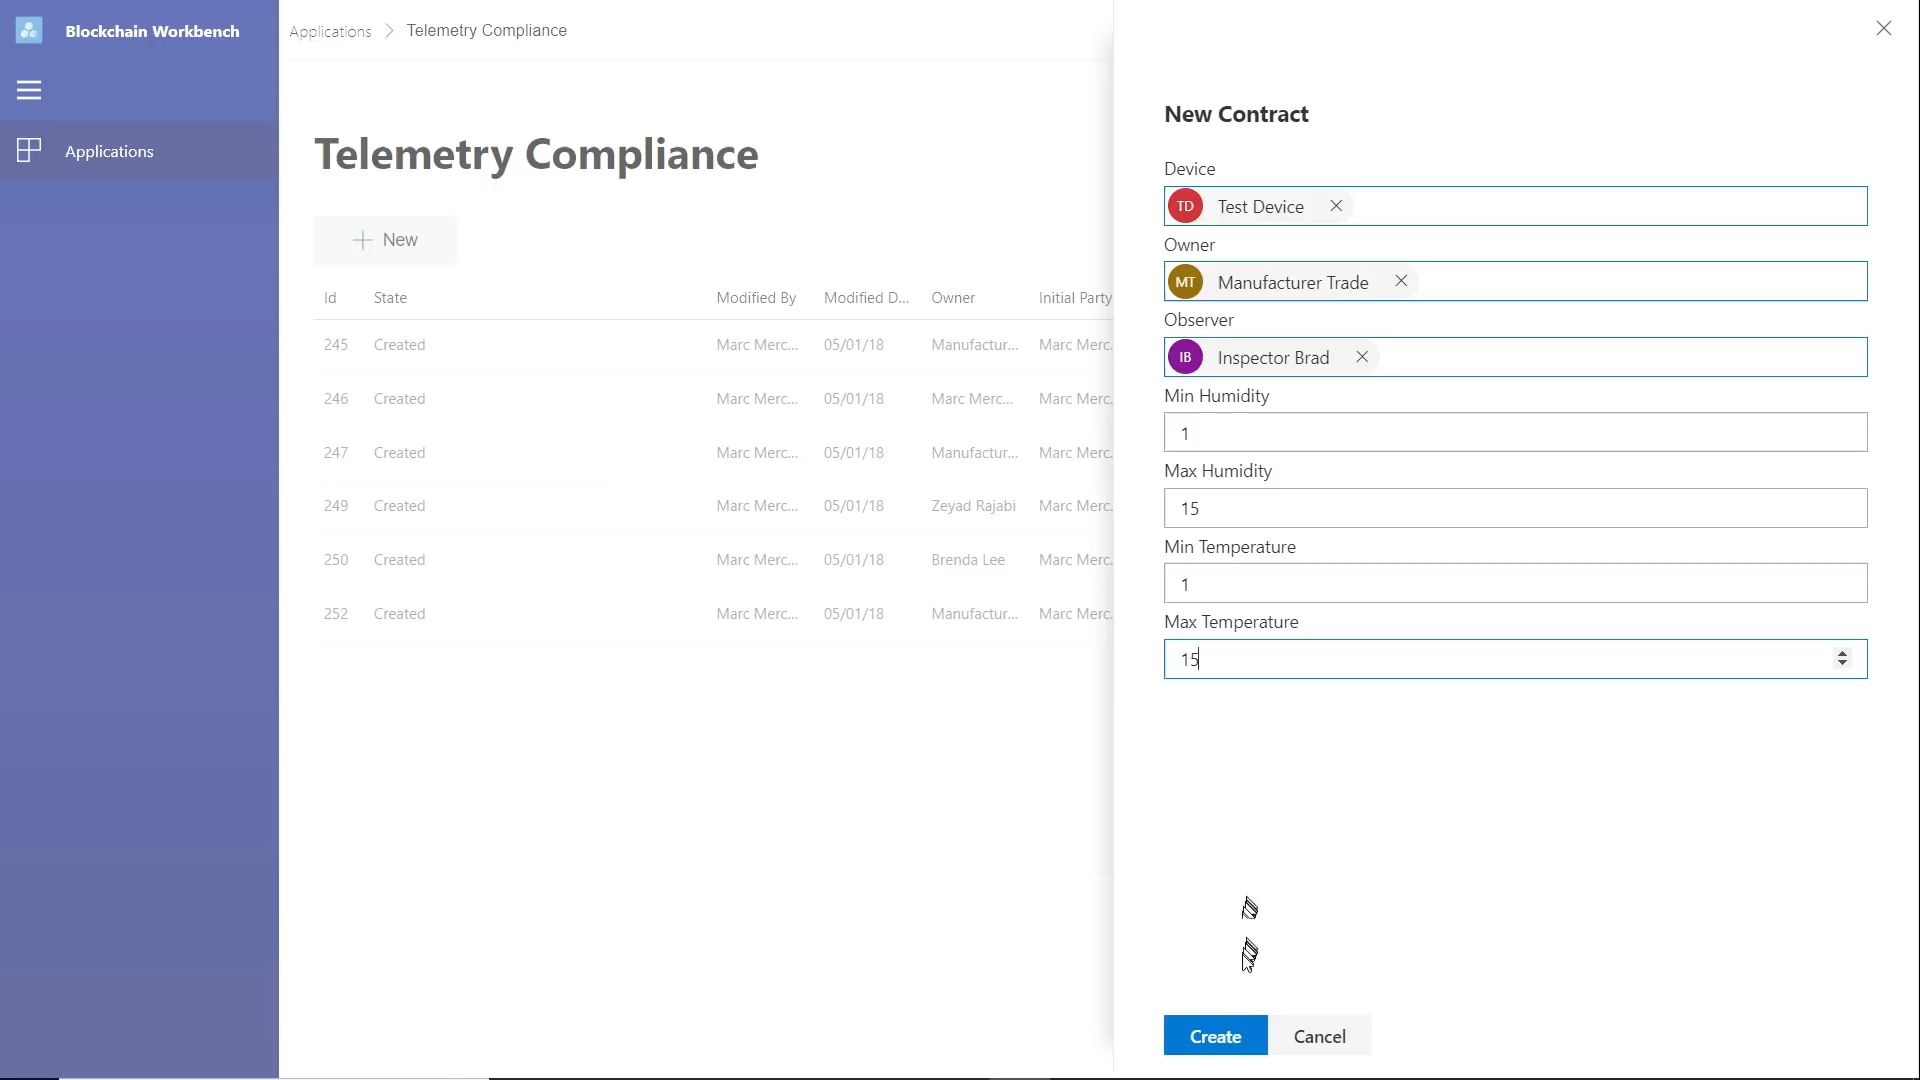 Blockchain Workbench
Applications
Applications > Telemetry Compliance
Telemetry Compliance
+ New
Id State Modified By Modified D... Owner Initial Party
245 Created Marc Merc... 05/01/18 Manufactur... Marc Merc.
246 Created Marc Merc... 05/01/18 Marc Merc... Marc Merc.
247 Created Marc Merc... 05/01/18 Manufactur... Marc Merc.
249 Created Marc Merc... 05/01/18 Zeyad Rajabi Marc Merc.
250 Created Marc Merc... 05/01/18 Brenda Lee Marc Merc.
252 Created Marc Merc... 05/01/18 Manufactur... Marc Merc.
New Contract
Device
TD Test Device
Owner
MT Manufacturer Trade
Observer
IB Inspector Brad
Min Humidity
1
Max Humidity
15
Min Temperature
1
Max Temperature
15
Create Cancel